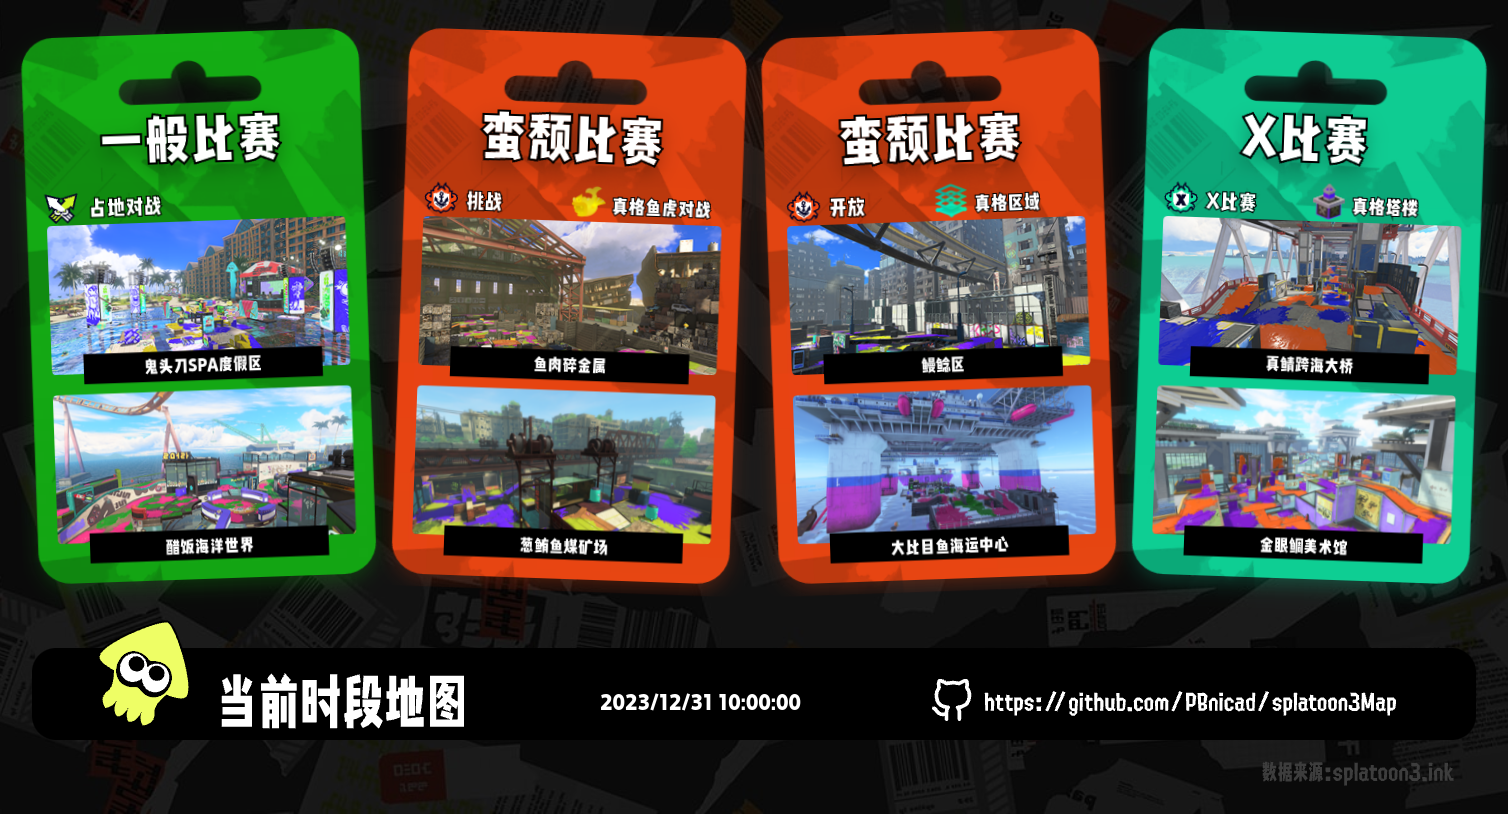 一般比赛
占地对战
鬼头刀SPA度假区
醋饭海洋世界
蛮颓比赛
挑战
真格鱼虎对战
鱼肉碎金属
葱鲔鱼煤矿场
蛮颓比赛
开放
真格区域
鳗鲶区
大比目鱼海运中心
X比赛
X比赛
真格塔楼
真鲭跨海大桥
金眼鲷美术馆
当前时段地图
2023/12/31 10:00:00
https://github.com/PBnicad/splatoon3Map
数据来源:splatoon3.ink